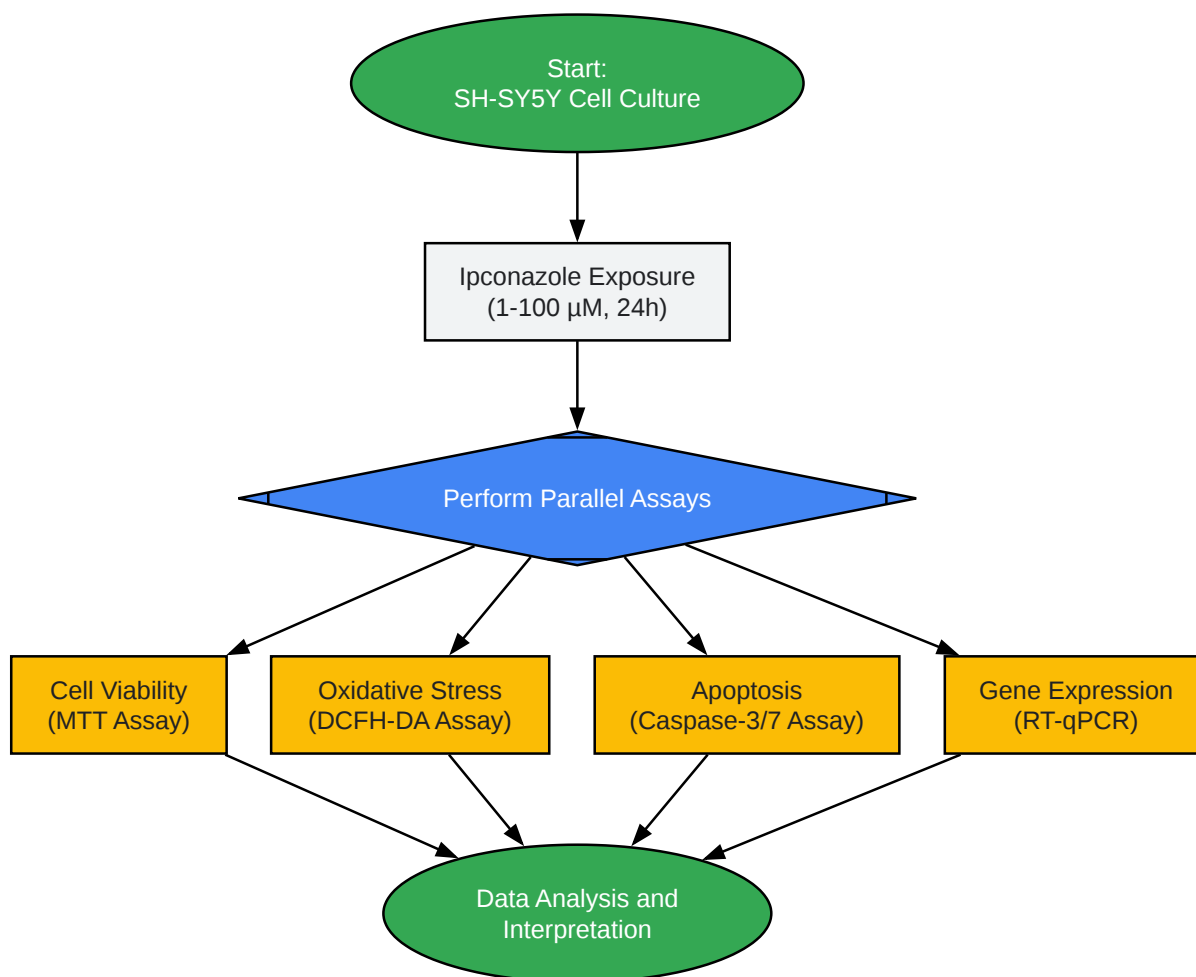 Start:
SH-SY5Y Cell Culture
Ipconazole Exposure
(1-100 µM, 24h)
Perform Parallel Assays
Cell Viability
(MTT Assay)
Oxidative Stress
(DCFH-DA Assay)
Apoptosis
(Caspase-3/7 Assay)
Gene Expression
(RT-qPCR)
Data Analysis and
Interpretation